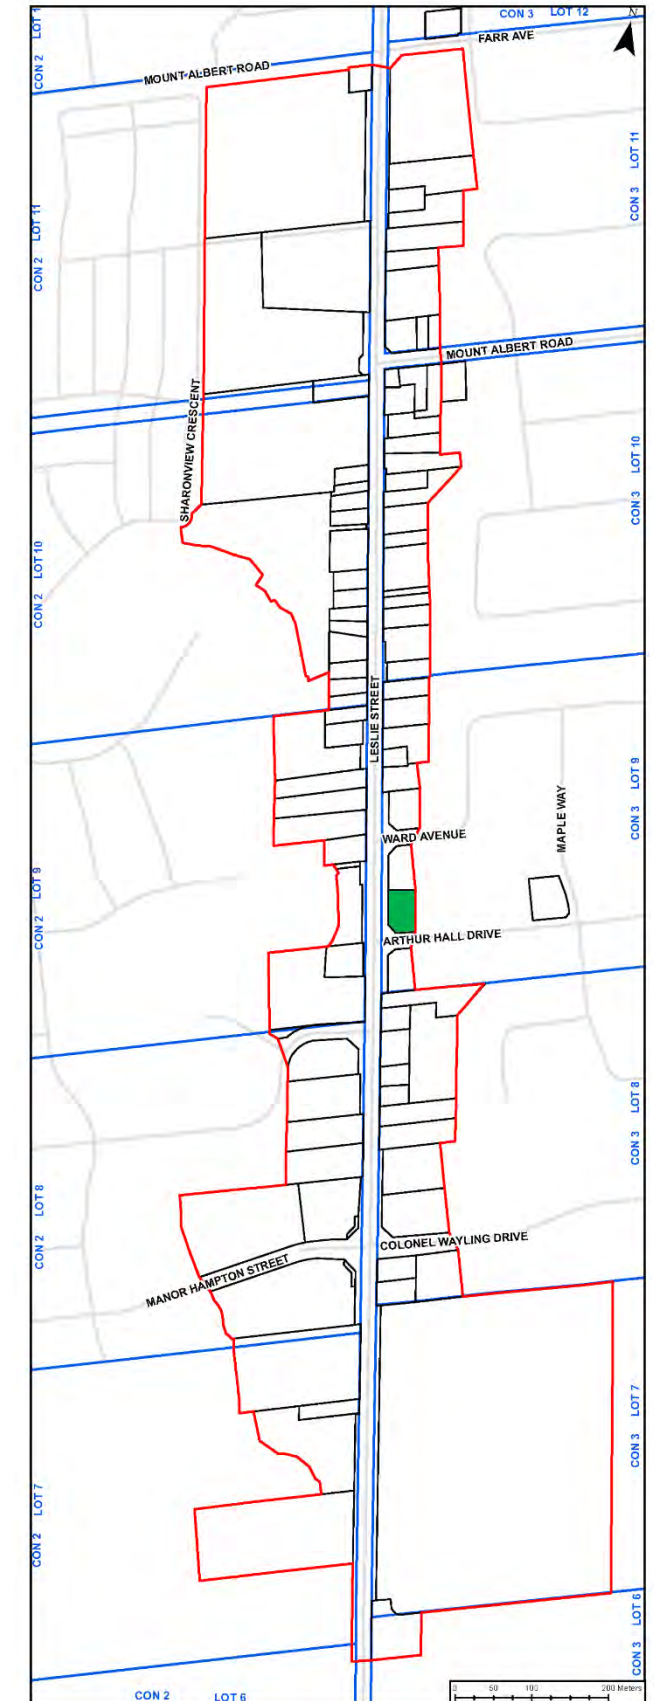 CON 3 LOT 12
N
LOT 1
FARR AVE
CON 2
MOUNT ALBERT ROAD
LOT 11
CON 3
LOT 11
CON 2
MOUNT ALBERT ROAD
SHARONVIEW CRESCENT
LOT 10
CON 3
LOT 10
CON 2
LESLIE STREET
LOT 9
CON 3
MAPLE WAY
WARD AVENUE
LOT 9
CON 2
ARTHUR HALL DRIVE
LOT 8
CON 3
LOT 8
CON 2
COLONEL WAYLING DRIVE
MANOR HAMPTON STREET
LOT 7
CON 3
LOT 7
CON 2
LOT 6
CON 3
0 50 100 200 Meters
CON 2 LOT 6